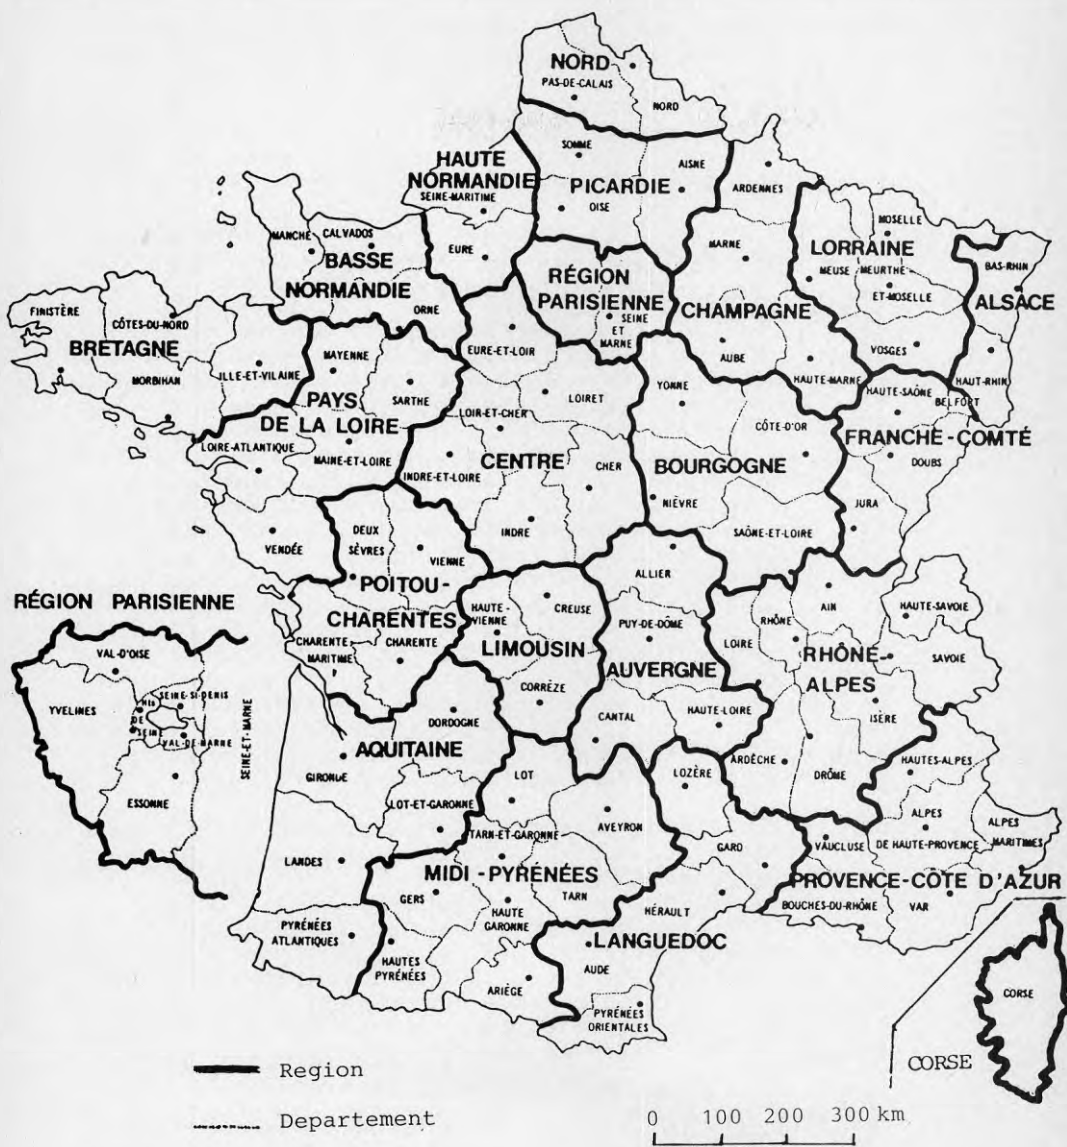 NORD
PAS-DE-CALAIS
NORD
SOMME
AISNE
HAUTE
NORMANDIE
PICARDIE
ARDENNES
SEINE-MARITIME
OISE
MOSELLE
MANCHE
CALVADOS
EURE
MARNE
LORRAINE
BASSE
NORMANDIE
RÉGION
PARISIENNE
MEUSE
MEURTHE
ET-MOSELLE
BAS-RHIN
ALSACE
FINISTÈRE
CÔTES-DU-NORD
ORNE
SEINE
ET
MARNE
CHAMPAGNE
BRETAGNE
MAYENNE
EURE-ET-LOIR
AUBE
VOSGES
MORBIHAN
ILLE-ET-VILAINE
SARTHE
YONNE
HAUTE-MARNE
HAUTE-SAÔNE
HAUT-RHIN
BELFORT
PAYS
DE LA LOIRE
LOIR-ET-CHER
LOIRET
CÔTE-D'OR
FRANCHE-COMTÉ
LOIRE-ATLANTIQUE
MAINE-ET-LOIRE
CENTRE
INDRE-ET-LOIRE
CHER
BOURGOGNE
DOUBS
NIÈVRE
JURA
VENDÉE
DEUX
SÈVRES
VIENNE
INDRE
SAÔNE-ET-LOIRE
POITOU-
CHARENTES
ALLIER
RÉGION PARISIENNE
HAUTE-
VIENNE
CREUSE
AIN
HAUTE-SAVOIE
CHARENTE
MARITIME
CHARENTE
LIMOUSIN
PUY-DE-DÔME
AUVERGNE
LOIRE
RHÔNE
RHÔNE-
ALPES
SAVOIE
VAL-D'OISE
YVELINES
SEINE-ST-DENIS
DE
SEINE
VAL-DE-MARNE
SEINE-ET-MARNE
ESSONNE
CORRÈZE
DORDOGNE
CANTAL
HAUTE-LOIRE
ISÈRE
AQUITAINE
GIRONDE
LOT
LOZÈRE
ARDÈCHE
DRÔME
HAUTES-ALPES
LOT-ET-GARONNE
TARN-ET-GARONNE
AVEYRON
LANDES
GARD
VAUCLUSE
ALPES
DE HAUTE-PROVENCE
ALPES
MARITIMES
MIDI-PYRÉNÉES
GERS
TARN
PROVENCE-CÔTE D'AZUR
BOUCHES-DU-RHÔNE
VAR
HAUTE
GARONNE
HÉRAULT
PYRÉNÉES
ATLANTIQUES
HAUTES
PYRÉNÉES
LANGUEDOC
ARIÈGE
AUDE
PYRÉNÉES
ORIENTALES
CORSE
CORSE
Region
Departement
0 100 200 300 km